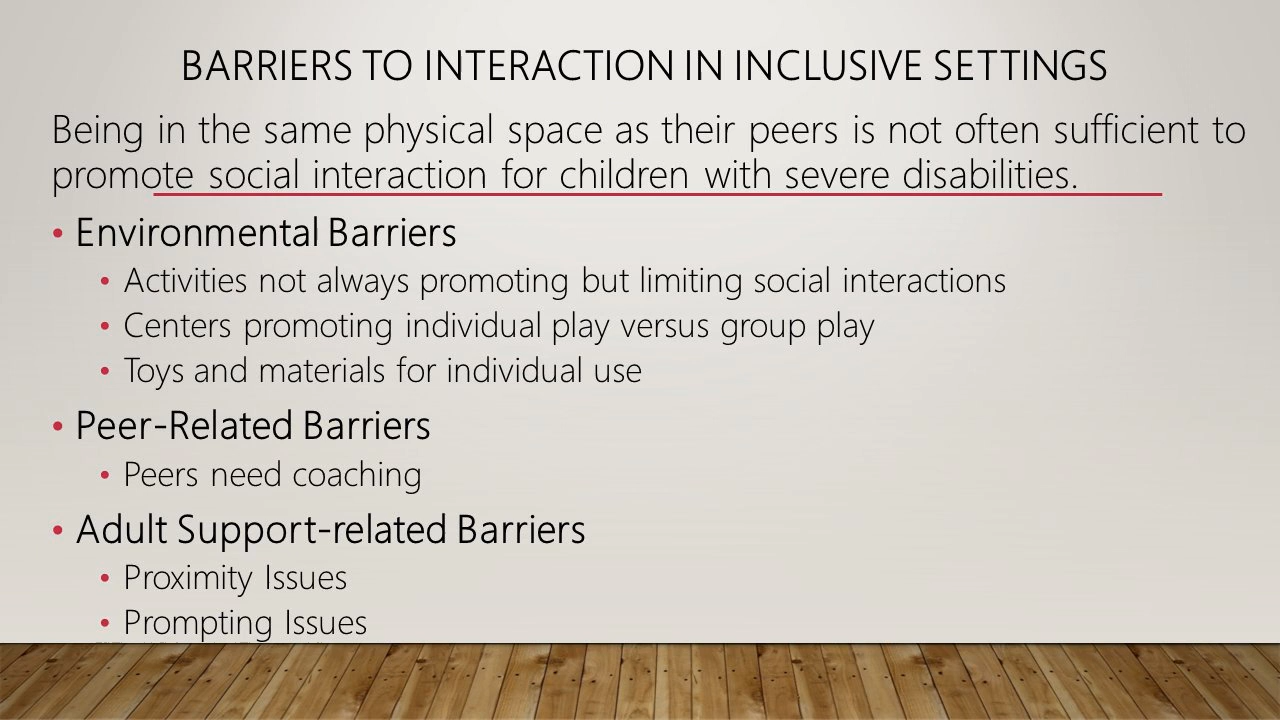 BARRIERS TO INTERACTION IN INCLUSIVE SETTINGS
Being in the same physical space as their peers is not often sufficient to
promote social interaction for children with severe disabilities.
• Environmental Barriers
• Activities not always promoting but limiting social interactions
• Centers promoting individual play versus group play
• Toys and materials for individual use
• Peer-Related Barriers
• Peers need coaching
• Adult Support-related Barriers
• Proximity Issues
• Prompting Issues